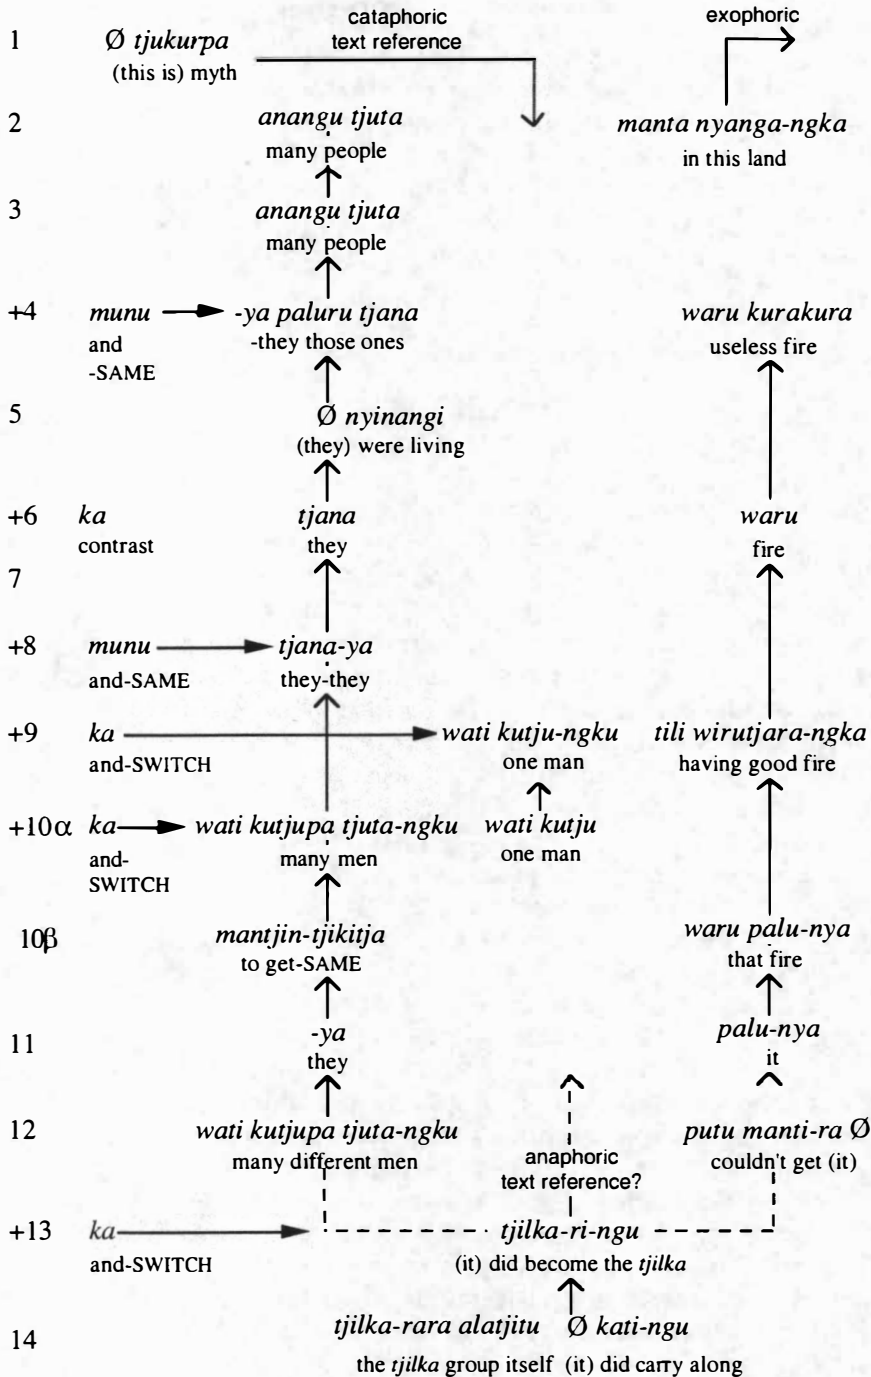 cataphoric exophoric
1 Ø tjukurpa text reference
(this is) myth
2 anangu tjuta manta nyanga-ngka
many people in this land
3 anangu tjuta
many people
+4 munu -ya paluru tjana waru kurakura
and -they those ones useless fire
-SAME
5 Ø nyinangi
(they) were living
+6 ka tjana waru
contrast they fire
7
+8 munu tjana-ya
and-SAME they-they
+9 ka wati kutju-ngku tili wirutjara-ngka
and-SWITCH one man having good fire
+10α ka wati kutjupa tjuta-ngku wati kutju
and- many men one man
SWITCH
10β mantjin-tjikitja waru palu-nya
to get-SAME that fire
11 -ya palu-nya
they it
12 wati kutjupa tjuta-ngku putu manti-ra Ø
many different men couldn't get (it)
anaphoric
text reference?
+13 ka tjilka-ri-ngu
and-SWITCH (it) did become the tjilka
14 tjilka-rara alatjitu Ø kati-ngu
the tjilka group itself (it) did carry along